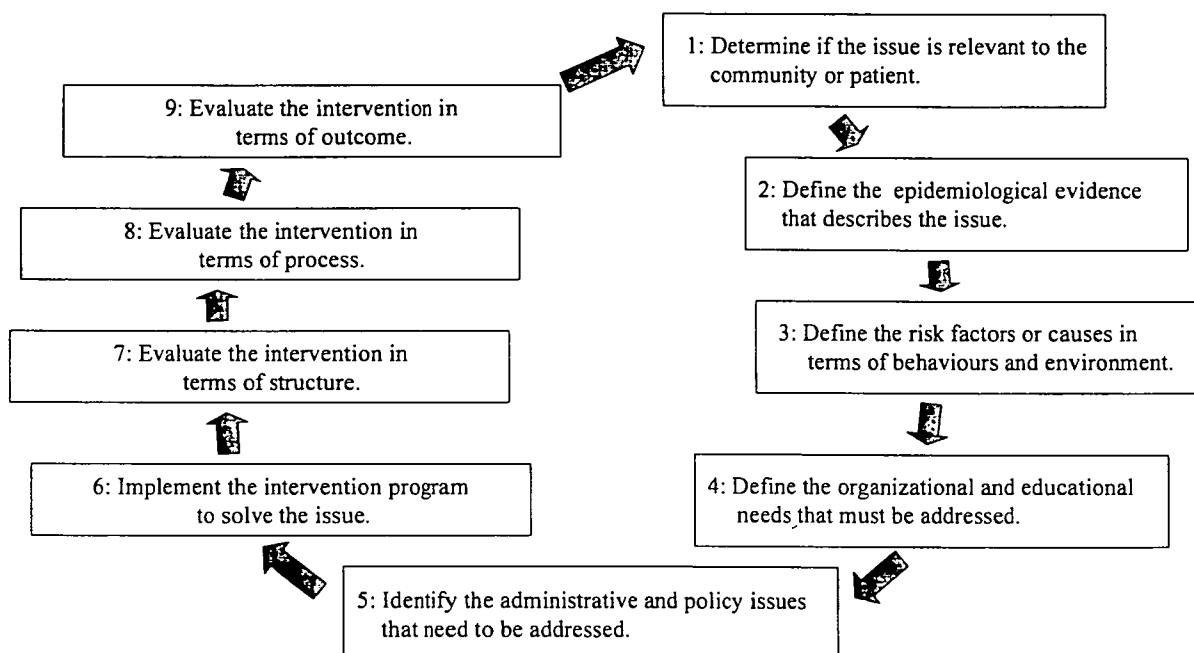 1: Determine if the issue is relevant to the
community or patient.
2: Define the epidemiological evidence
that describes the issue.
3: Define the risk factors or causes in
terms of behaviours and environment.
4: Define the organizational and educational
needs that must be addressed.
5: Identify the administrative and policy issues
that need to be addressed.
6: Implement the intervention program
to solve the issue.
7: Evaluate the intervention in
terms of structure.
8: Evaluate the intervention in
terms of process.
9: Evaluate the intervention in
terms of outcome.